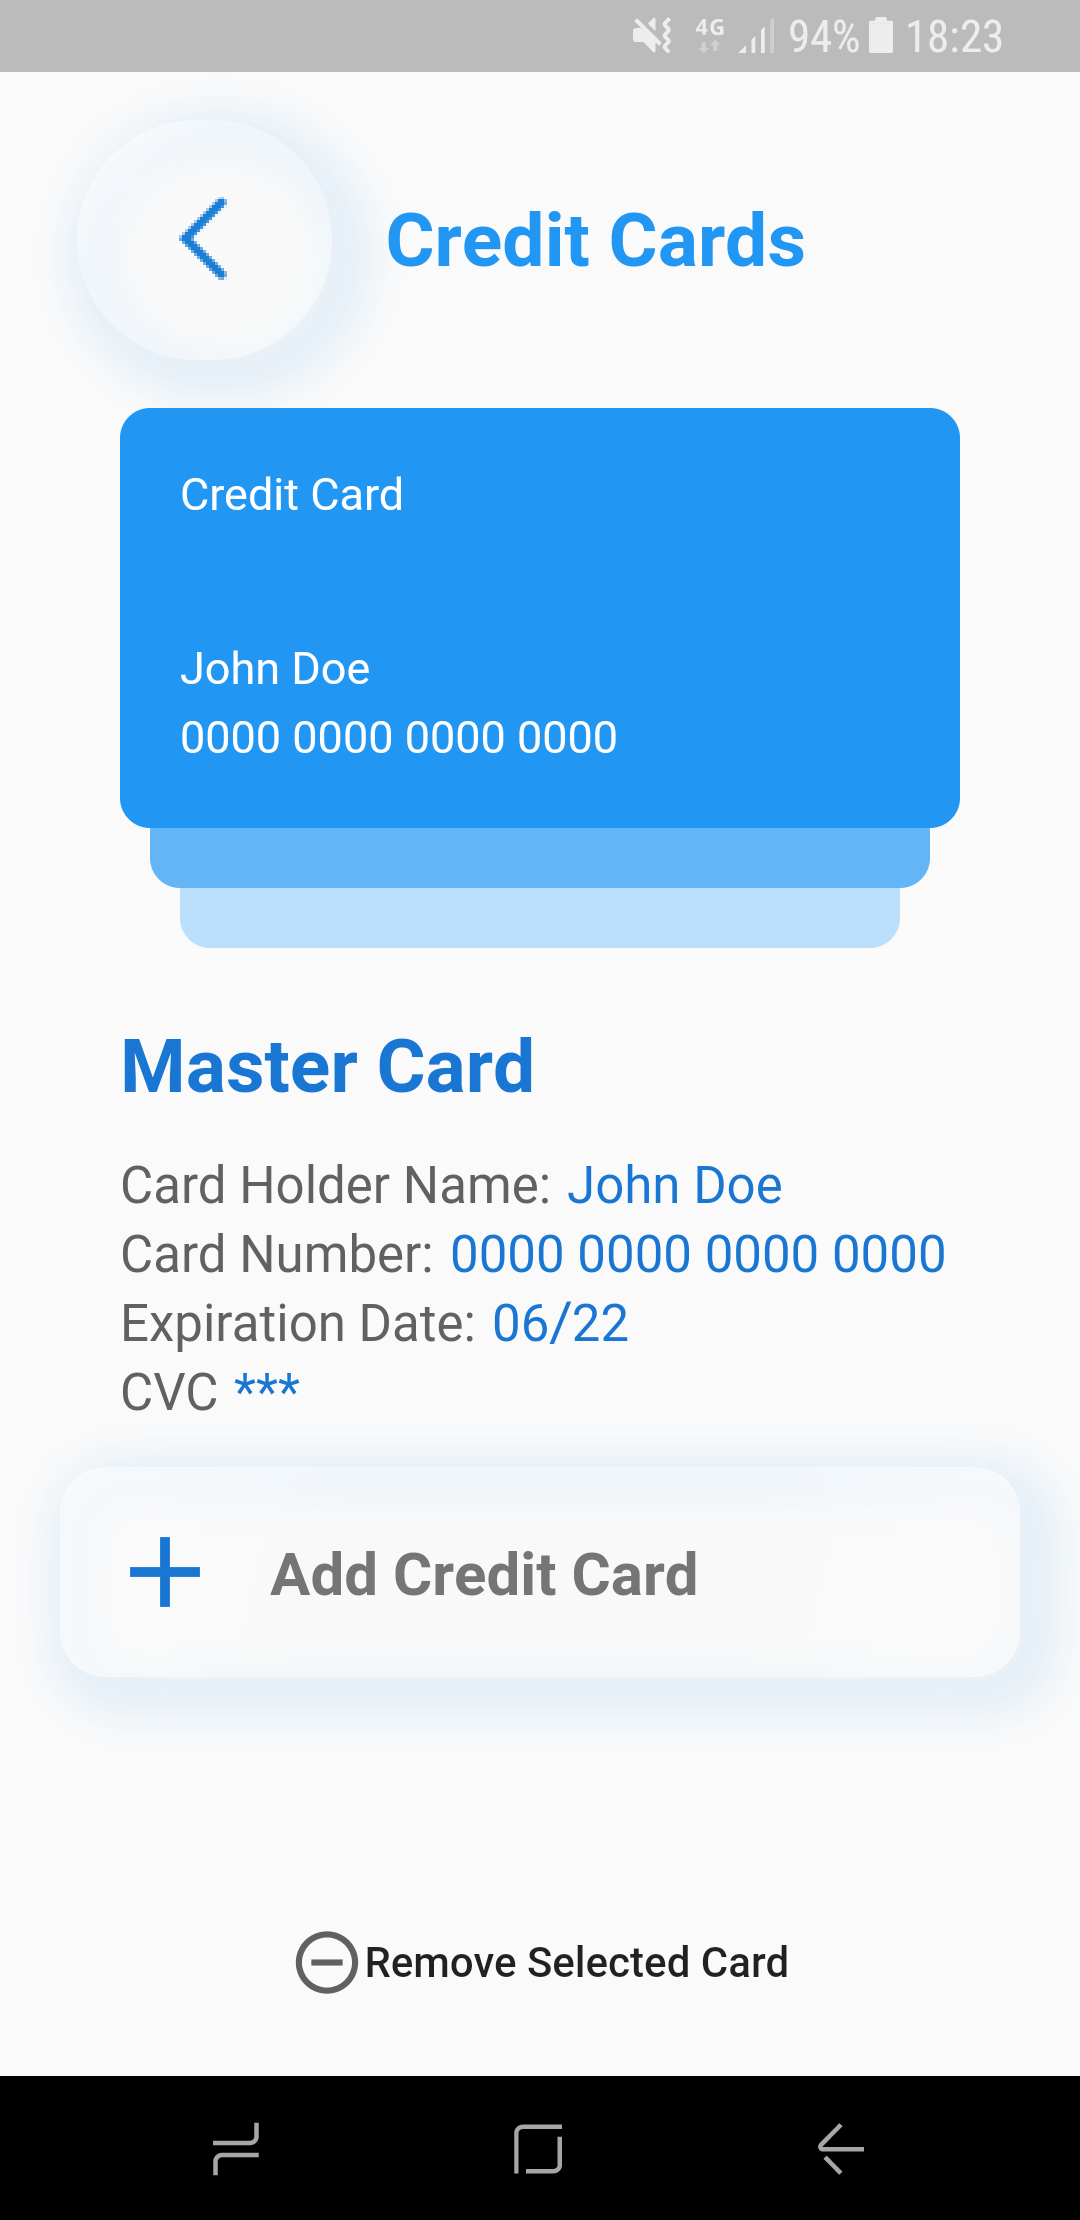 4G 94% 18:23
Credit Cards
Credit Card
John Doe
0000 0000 0000 0000
Master Card
Card Holder Name: John Doe
Card Number: 0000 0000 0000 0000
Expiration Date: 06/22
CVC ***
Add Credit Card
Remove Selected Card